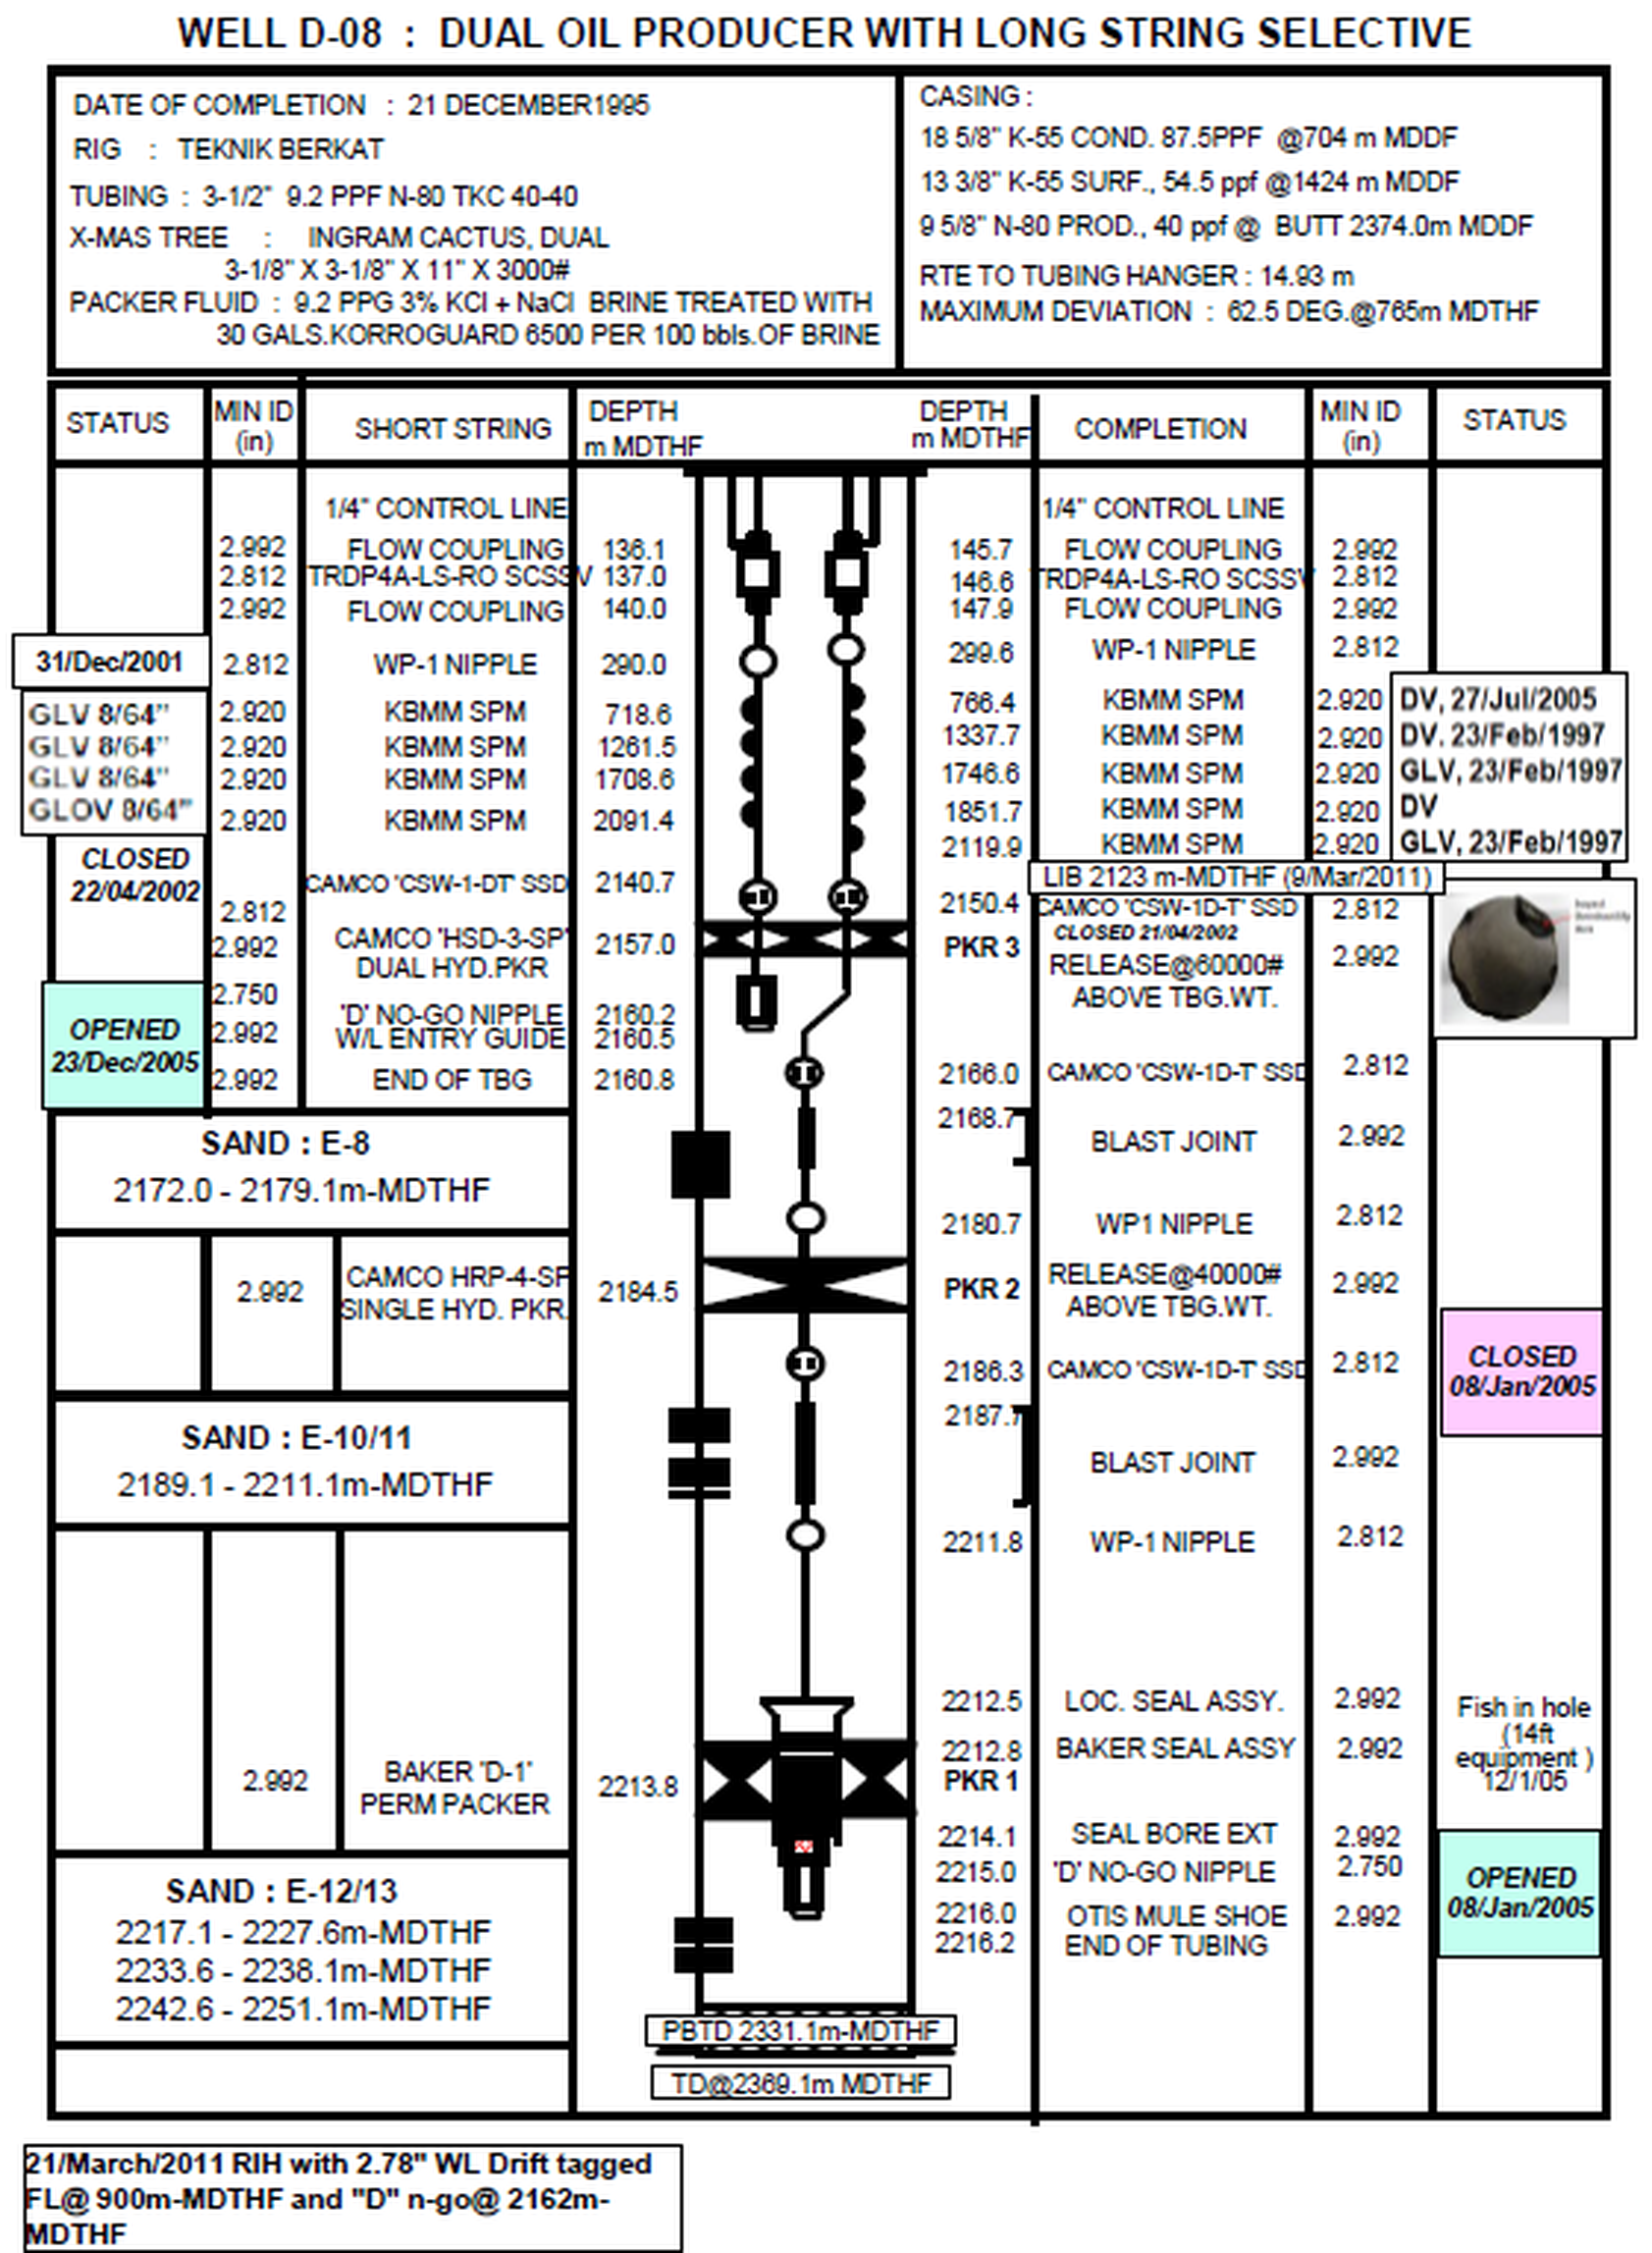 WELL D-08 : DUAL OIL PRODUCER WITH LONG STRING SELECTIVE
DATE OF COMPLETION : 21 DECEMBER1995
RIG : TEKNIK BERKAT
TUBING : 3-1/2" 9.2 PPF N-80 TKC 40-40
X-MAS TREE : INGRAM CACTUS, DUAL
3-1/8" X 3-1/8" X 11" X 3000#
PACKER FLUID : 9.2 PPG 3% KCl + NaCl BRINE TREATED WITH
30 GALS.KORROGUARD 6500 PER 100 bbls.OF BRINE
CASING :
18 5/8" K-55 COND. 87.5PPF @704 m MDDF
13 3/8" K-55 SURF., 54.5 ppf @1424 m MDDF
9 5/8" N-80 PROD., 40 ppf @ BUTT 2374.0m MDDF
RTE TO TUBING HANGER : 14.93 m
MAXIMUM DEVIATION : 62.5 DEG.@765m MDTHF
STATUS MIN ID (in) SHORT STRING DEPTH m MDTHF DEPTH m MDTHF COMPLETION MIN ID (in) STATUS
1/4" CONTROL LINE 1/4" CONTROL LINE
2.992 FLOW COUPLING 136.1 145.7 FLOW COUPLING 2.992
2.812 TRDP4A-LS-RO SCSSV 137.0 146.6 TRDP4A-LS-RO SCSSV 2.812
2.992 FLOW COUPLING 140.0 147.9 FLOW COUPLING 2.992
31/Dec/2001 2.812 WP-1 NIPPLE 290.0 299.6 WP-1 NIPPLE 2.812
GLV 8/64" 2.920 KBMM SPM 718.6 766.4 KBMM SPM 2.920 DV, 27/Jul/2005
GLV 8/64" 2.920 KBMM SPM 1261.5 1337.7 KBMM SPM 2.920 DV. 23/Feb/1997
GLV 8/64" 2.920 KBMM SPM 1708.6 1746.6 KBMM SPM 2.920 GLV, 23/Feb/1997
GLOV 8/64" 2.920 KBMM SPM 2091.4 1851.7 KBMM SPM 2.920 DV
2119.9 KBMM SPM 2.920 GLV, 23/Feb/1997
CLOSED
22/04/2002
LIB 2123 m-MDTHF (9/Mar/2011)
2.812 CAMCO 'CSW-1-DT' SSD 2140.7 2150.4 CAMCO 'CSW-1D-T' SSD 2.812
CLOSED 21/04/2002
2.992 CAMCO 'HSD-3-SP' 2157.0 PKR 3 RELEASE@60000# 2.992
DUAL HYD.PKR ABOVE TBG.WT.
2.750 'D' NO-GO NIPPLE 2160.2
OPENED
23/Dec/2005
2.992 W/L ENTRY GUIDE 2160.5
2.992 END OF TBG 2160.8 2166.0 CAMCO 'CSW-1D-T' SSD 2.812
SAND : E-8
2172.0 - 2179.1m-MDTHF
2168.7 BLAST JOINT 2.992
2180.7 WP1 NIPPLE 2.812
2.992 CAMCO HRP-4-SP 2184.5 PKR 2 RELEASE@40000# 2.992
SINGLE HYD. PKR. ABOVE TBG.WT.
2186.3 CAMCO 'CSW-1D-T' SSD 2.812 CLOSED
08/Jan/2005
SAND : E-10/11
2189.1 - 2211.1m-MDTHF
2187.7 BLAST JOINT 2.992
2211.8 WP-1 NIPPLE 2.812
2212.5 LOC. SEAL ASSY. 2.992
2212.8 BAKER SEAL ASSY 2.992
Fish in hole
(14ft
equipment )
12/1/05
2.992 BAKER 'D-1' 2213.8 PKR 1
PERM PACKER
2214.1 SEAL BORE EXT 2.992
2215.0 'D' NO-GO NIPPLE 2.750
2216.0 OTIS MULE SHOE 2.992
2216.2 END OF TUBING
OPENED
08/Jan/2005
SAND : E-12/13
2217.1 - 2227.6m-MDTHF
2233.6 - 2238.1m-MDTHF
2242.6 - 2251.1m-MDTHF
PBTD 2331.1m-MDTHF
TD@2369.1m MDTHF
21/March/2011 RIH with 2.78" WL Drift tagged
FL@ 900m-MDTHF and "D" n-go@ 2162m-
MDTHF